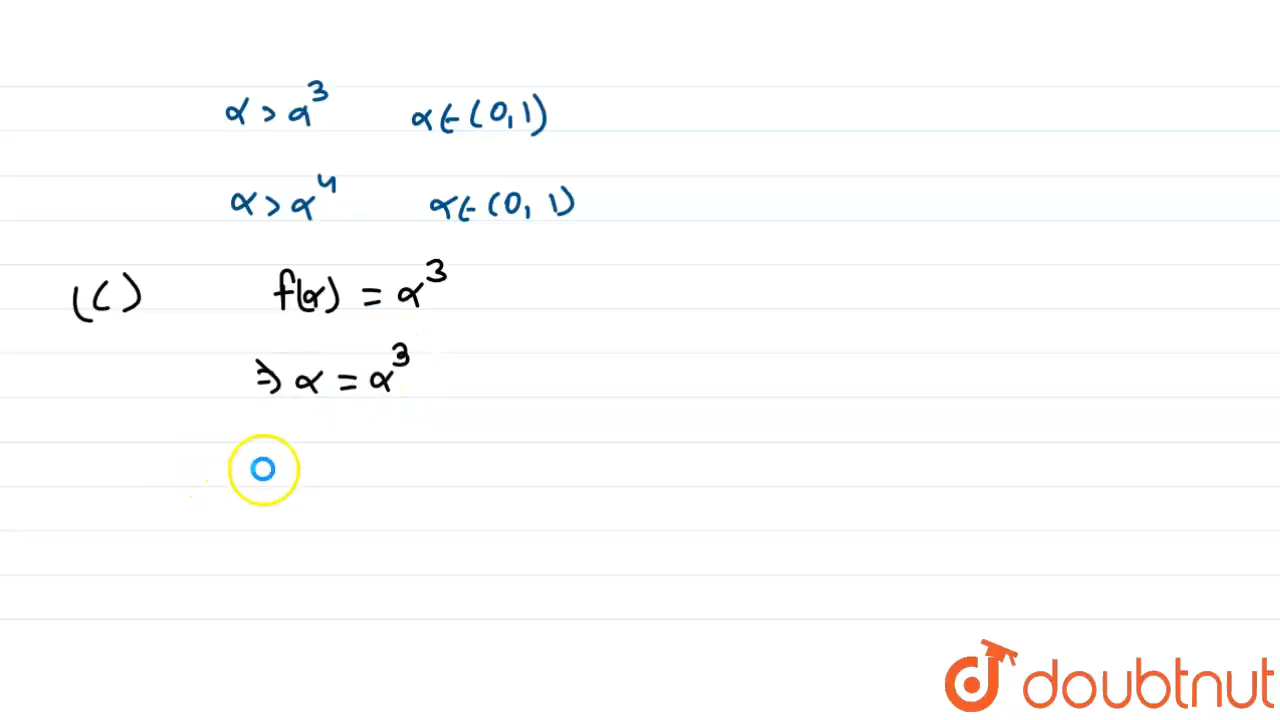 α > α³ α ∈ (0, 1)
α > α⁴ α ∈ (0, 1)
(C) f(α) = α³
⇒ α = α³
doubtnut